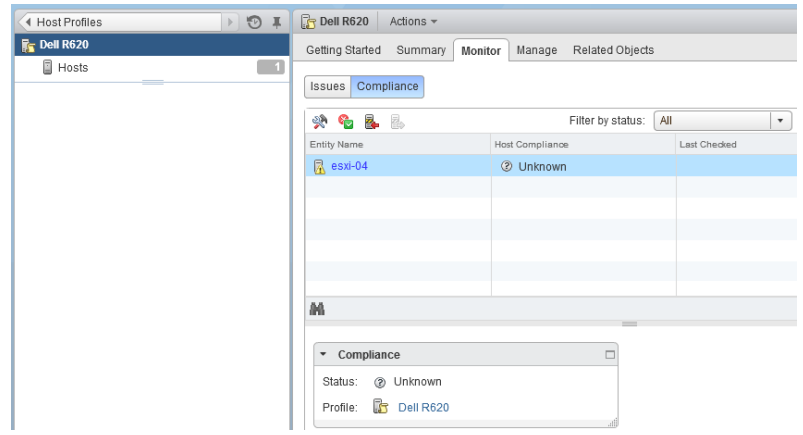 Host Profiles
Dell R620 Actions
Dell R620
Hosts 1
Getting Started Summary Monitor Manage Related Objects
Issues Compliance
Filter by status: All
Entity Name Host Compliance Last Checked
esxi-04 Unknown
Compliance
Status: Unknown
Profile: Dell R620